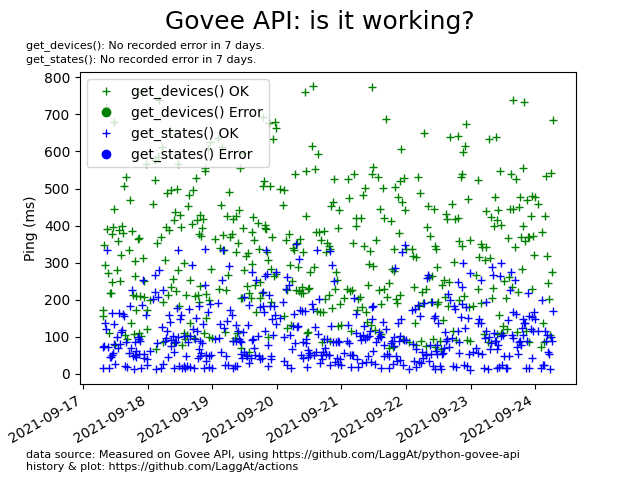 Govee API: is it working?
get_devices(): No recorded error in 7 days.
get_states(): No recorded error in 7 days.
get_devices() OK
get_devices() Error
get_states() OK
get_states() Error
Ping (ms)
800
700
600
500
400
300
200
100
0
2021-09-17
2021-09-18
2021-09-19
2021-09-20
2021-09-21
2021-09-22
2021-09-23
2021-09-24
data source: Measured on Govee API, using https://github.com/LaggAt/python-govee-api
history & plot: https://github.com/LaggAt/actions